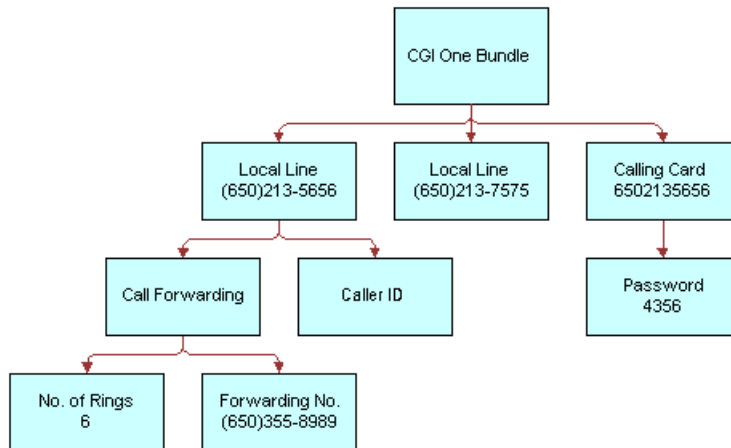 CGI One Bundle
Local Line
(650)213-5656
Local Line
(650)213-7575
Calling Card
6502135656
Call Forwarding
Caller ID
Password
4356
No. of Rings
6
Forwarding No.
(650)355-8989